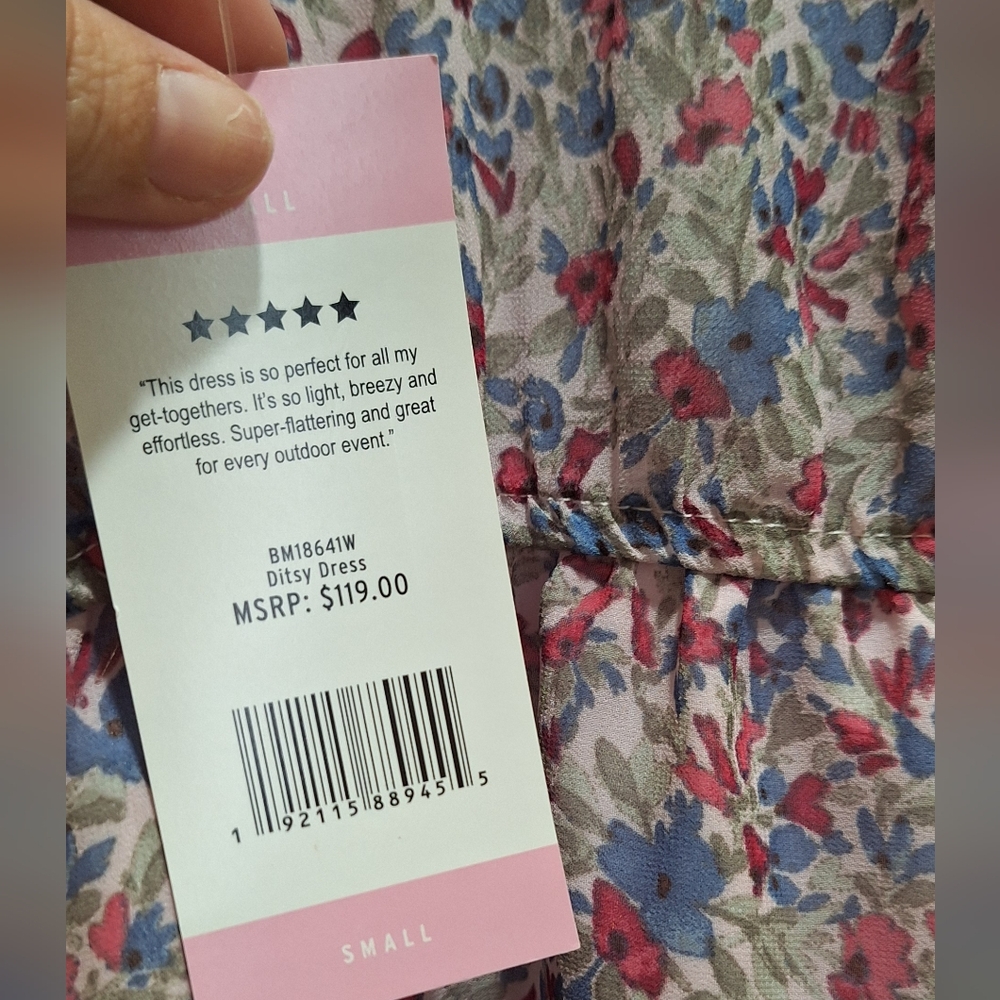 LL
★★★★★
“This dress is so perfect for all my
get-togethers. It’s so light, breezy and
effortless. Super-flattering and great
for every outdoor event.”
BM18641W
Ditsy Dress
MSRP: $119.00
1 92115 88945 5
SMALL